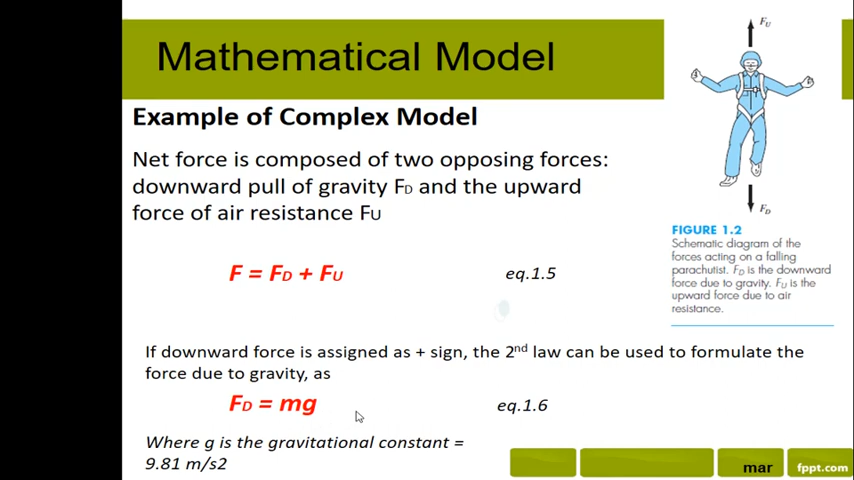 Mathematical Model
Example of Complex Model
Net force is composed of two opposing forces:
downward pull of gravity FD and the upward
force of air resistance FU
F = FD + FU
eq.1.5
If downward force is assigned as + sign, the 2nd law can be used to formulate the
force due to gravity, as
FD = mg
eq.1.6
Where g is the gravitational constant =
9.81 m/s2
FU
FD
FIGURE 1.2
Schematic diagram of the
forces acting on a falling
parachutist. FD is the downward
force due to gravity. FU is the
upward force due to air
resistance.
mar
fppt.com